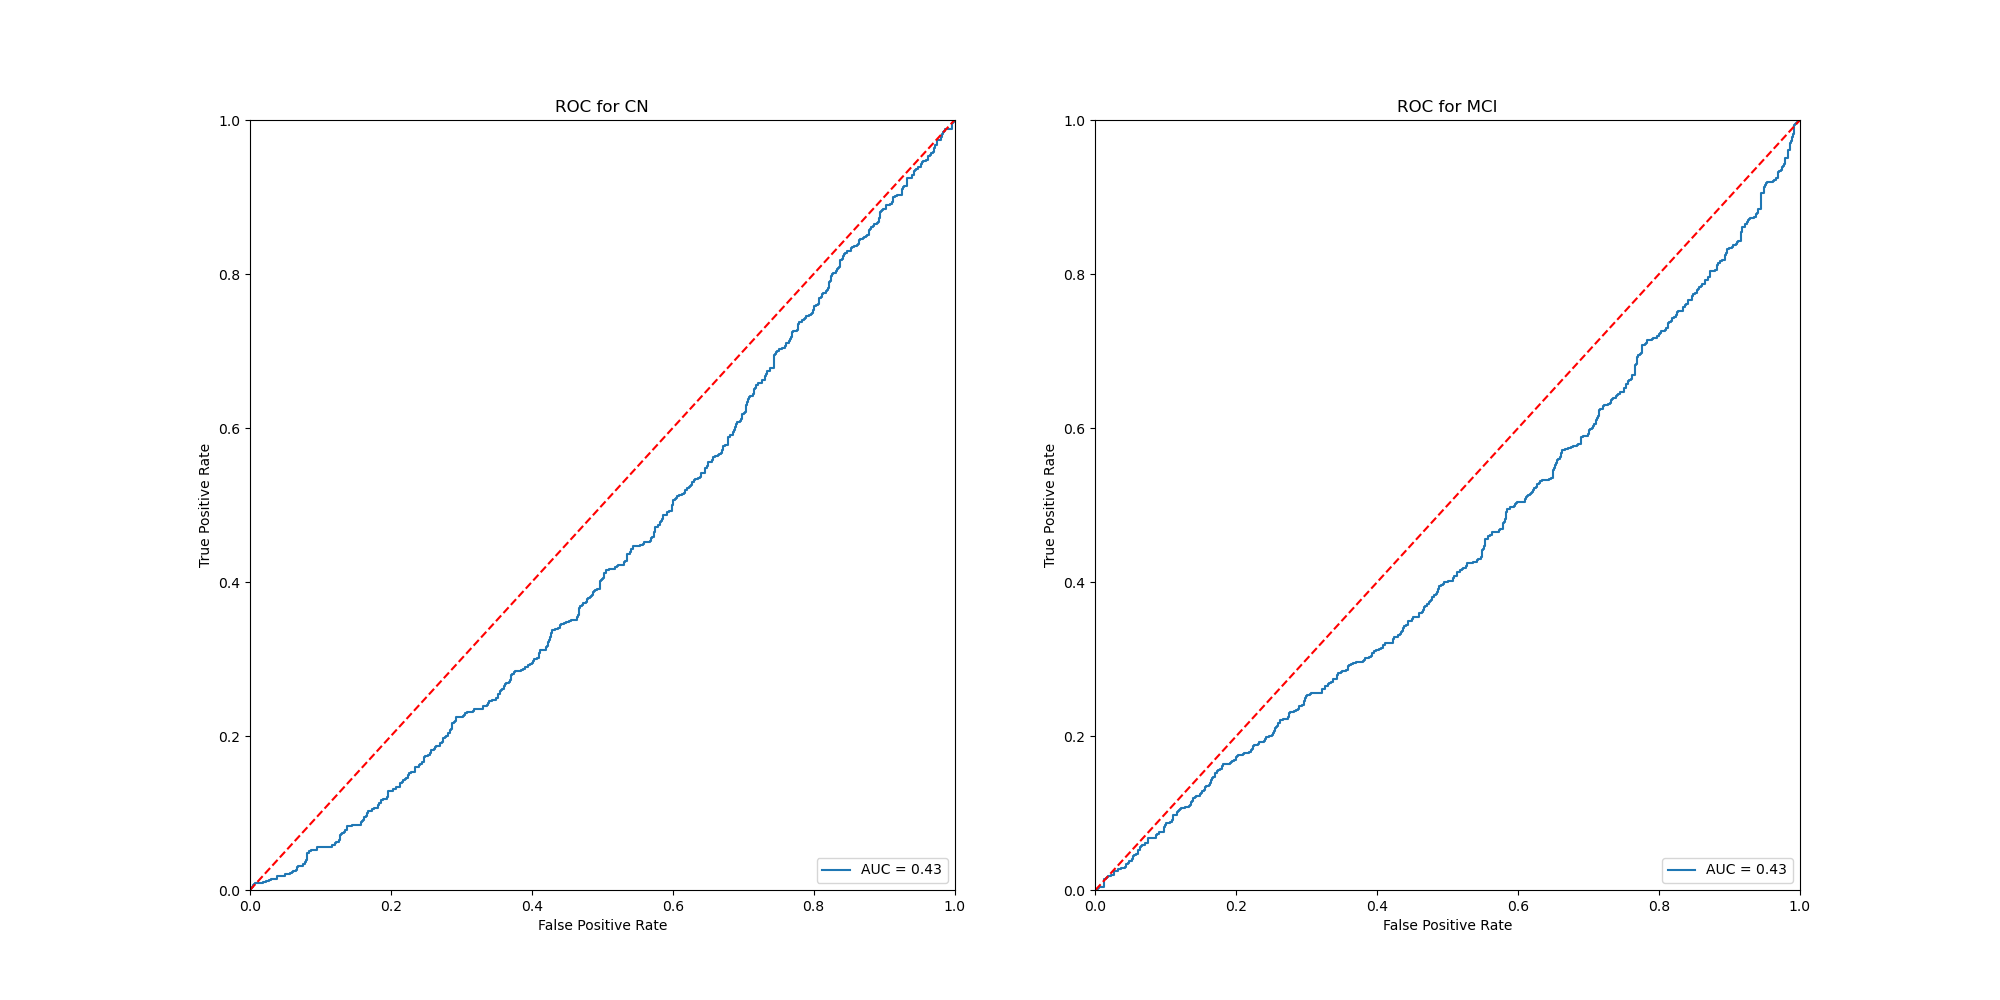 ROC for CN
1.0
0.8
0.6
0.4
0.2
0.0
True Positive Rate
AUC = 0.43
0.0 0.2 0.4 0.6 0.8 1.0
False Positive Rate
ROC for MCI
1.0
0.8
0.6
0.4
0.2
0.0
True Positive Rate
AUC = 0.43
0.0 0.2 0.4 0.6 0.8 1.0
False Positive Rate